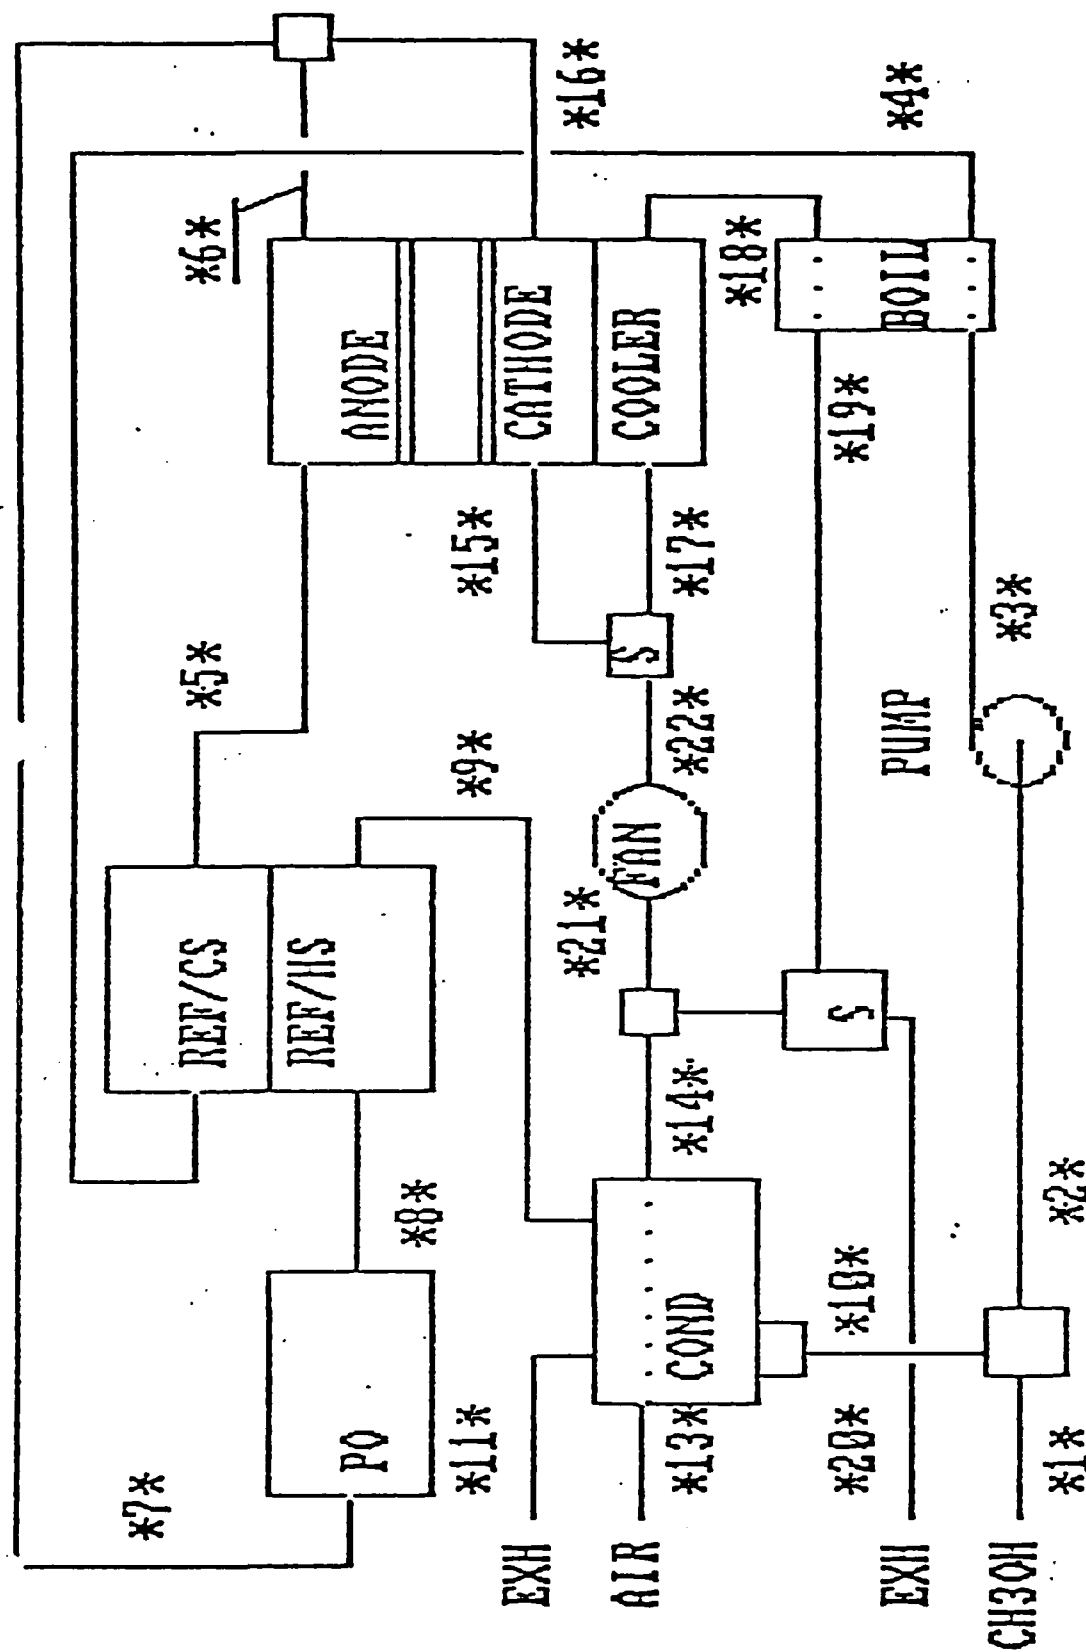 *7*
*5*
*6*
REF/CS
REF/HS
PO
ANODE
*8*
*11*
*9*
*15*
EXH
CATHODE
*21*
*16*
AIR
FAN
S
COOLER
*13*
COND
*14*
*22*
*17*
*18*
*20*
*10*
S
*19*
EXH
PUMP
BOIL
*4*
CH3OH
*3*
*1*
*2*